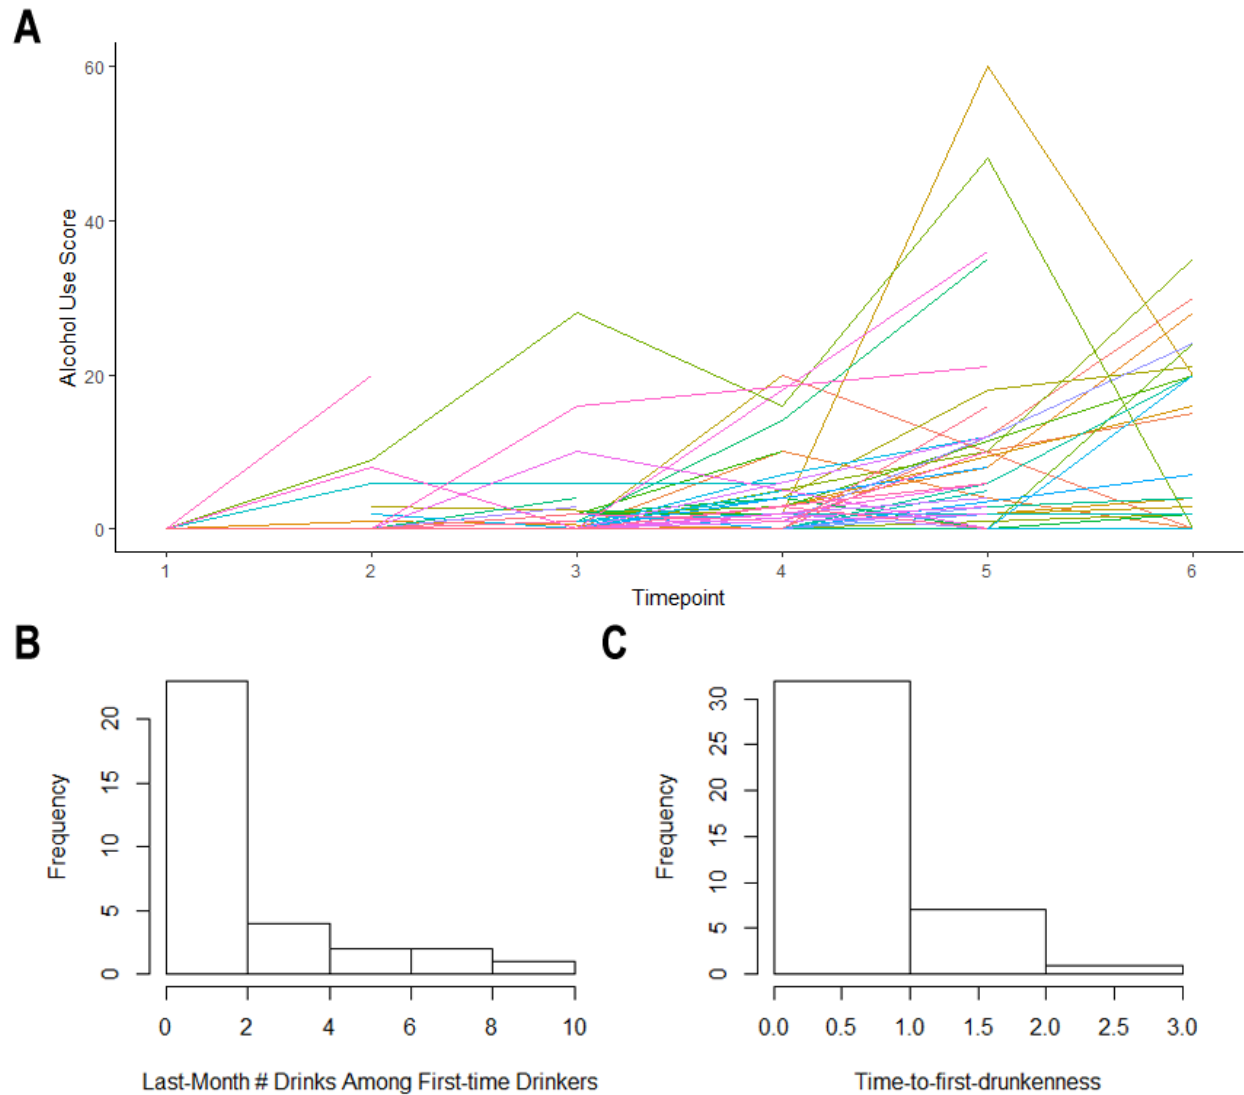 A
Alcohol Use Score
60
40
20
0
1 2 3 4 5 6
Timepoint
B
Frequency
20
15
10
5
0
0 2 4 6 8 10
Last-Month # Drinks Among First-time Drinkers
C
Frequency
30
25
20
15
10
5
0
0.0 0.5 1.0 1.5 2.0 2.5 3.0
Time-to-first-drunkenness